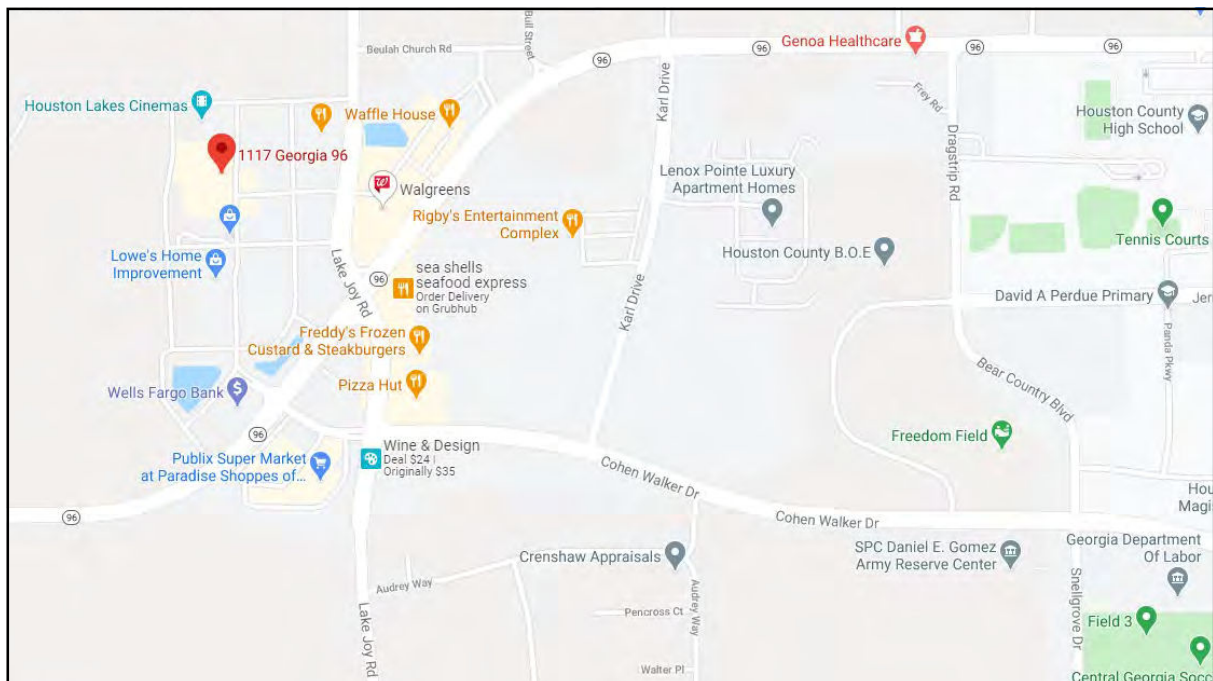 Beulah Church Rd
Bull Street
96
96
96
96
Genoa Healthcare
Karl Drive
Frey Rd
Houston Lakes Cinemas
Waffle House
Houston County
High School
1117 Georgia 96
Dragstrip Rd
Walgreens
Lenox Pointe Luxury
Apartment Homes
Rigby's Entertainment
Complex
Tennis Courts
Houston County B.O.E
Lowe's Home
Improvement
Lake Joy Rd
96
sea shells
seafood express
Order Delivery
on Grubhub
Karl Drive
David A Perdue Primary
Jer
Freddy's Frozen
Custard & Steakburgers
Panda Pkwy
Bear Country Blvd
Wells Fargo Bank
Pizza Hut
96
Freedom Field
Wine & Design
Deal $24 |
Originally $35
Publix Super Market
at Paradise Shoppes of...
Cohen Walker Dr
Hou
Magis
96
Cohen Walker Dr
Crenshaw Appraisals
SPC Daniel E. Gomez
Army Reserve Center
Georgia Department
Of Labor
Audrey Way
Lake Joy Rd
Pencross Ct
Audrey Way
Snellgrove Dr
Field 3
Walter Pl
Central Georgia Socc